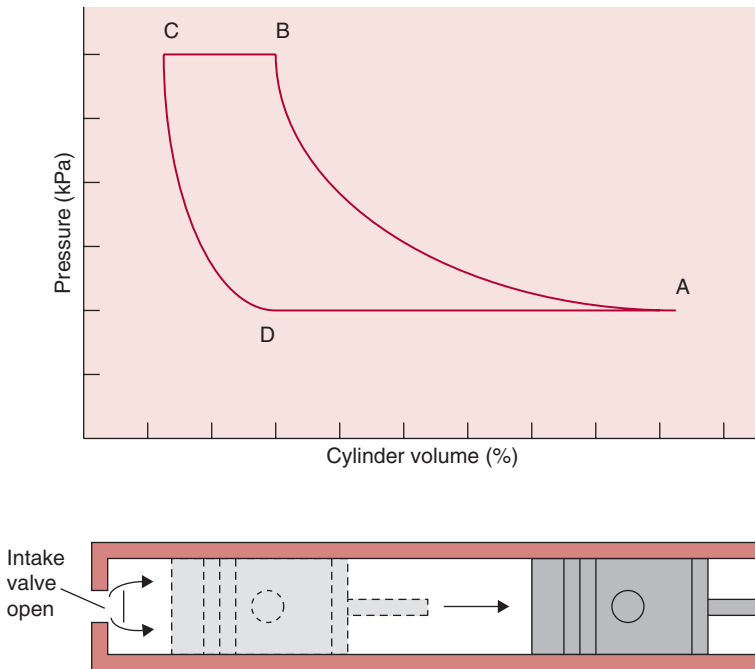 C
B
Pressure (kPa)
A
D
Cylinder volume (%)
Intake
valve
open